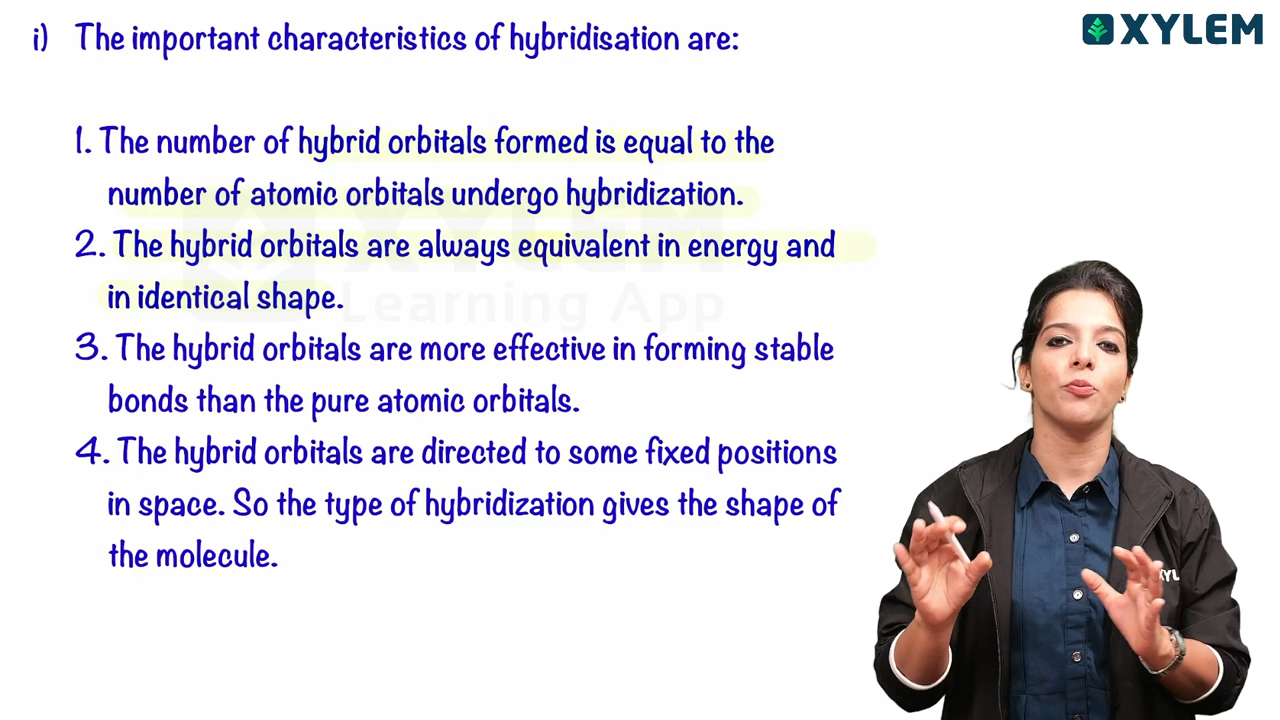 i) The important characteristics of hybridisation are:
XYLEM
1. The number of hybrid orbitals formed is equal to the
number of atomic orbitals undergo hybridization.
2. The hybrid orbitals are always equivalent in energy and
in identical shape.
XYLEM
Learning App
3. The hybrid orbitals are more effective in forming stable
bonds than the pure atomic orbitals.
4. The hybrid orbitals are directed to some fixed positions
in space. So the type of hybridization gives the shape of
the molecule.
XYL